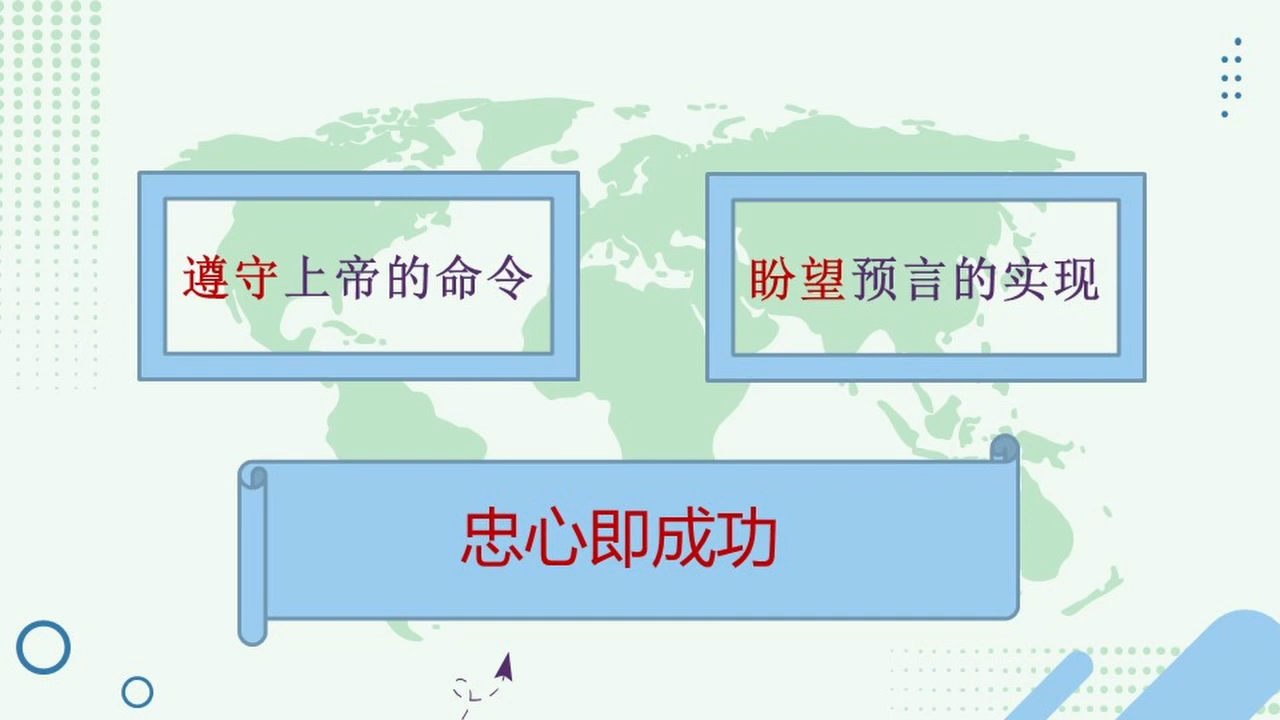 遵守上帝的命令
盼望预言的实现
忠心即成功